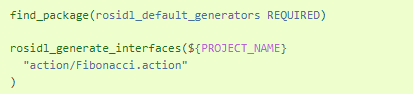 find_package(rosidl_default_generators REQUIRED)
rosidl_generate_interfaces(${PROJECT_NAME}
"action/Fibonacci.action"
)